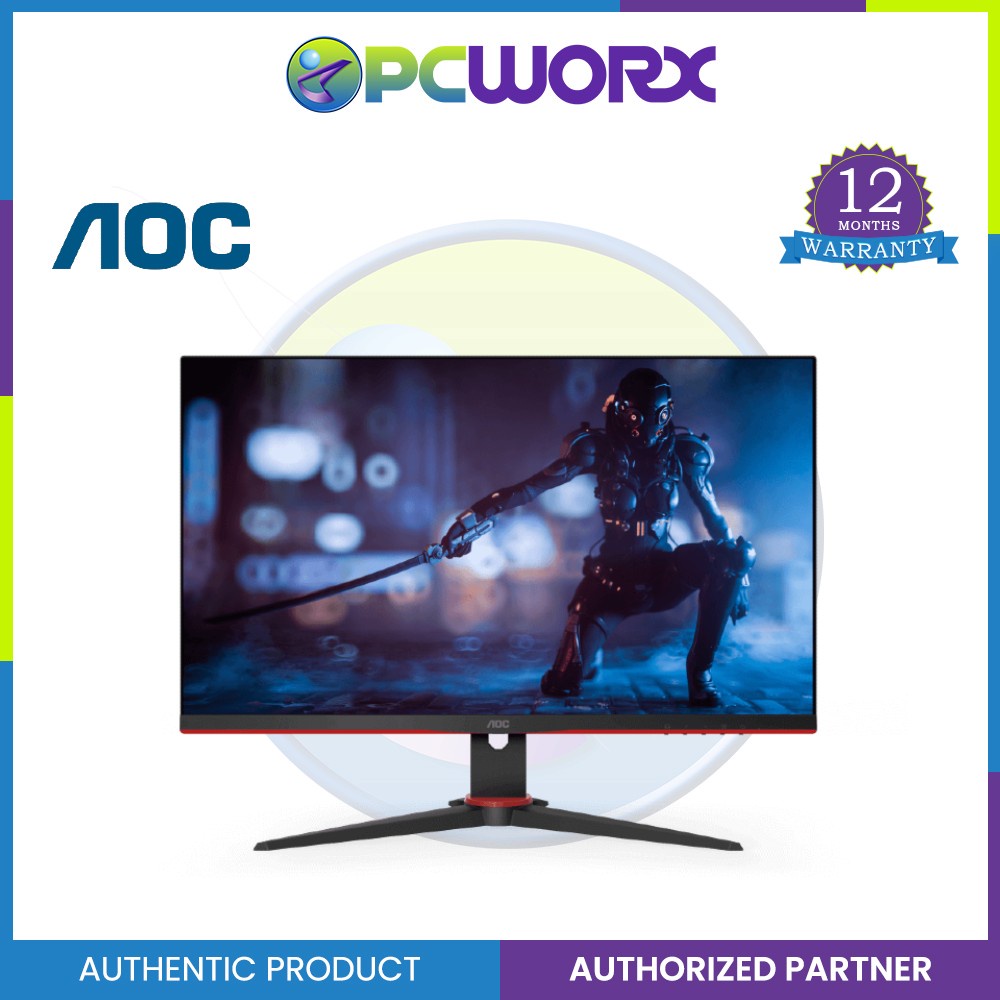 PCWORX
AOC
12
MONTHS
WARRANTY
AOC
AUTHENTIC PRODUCT
AUTHORIZED PARTNER